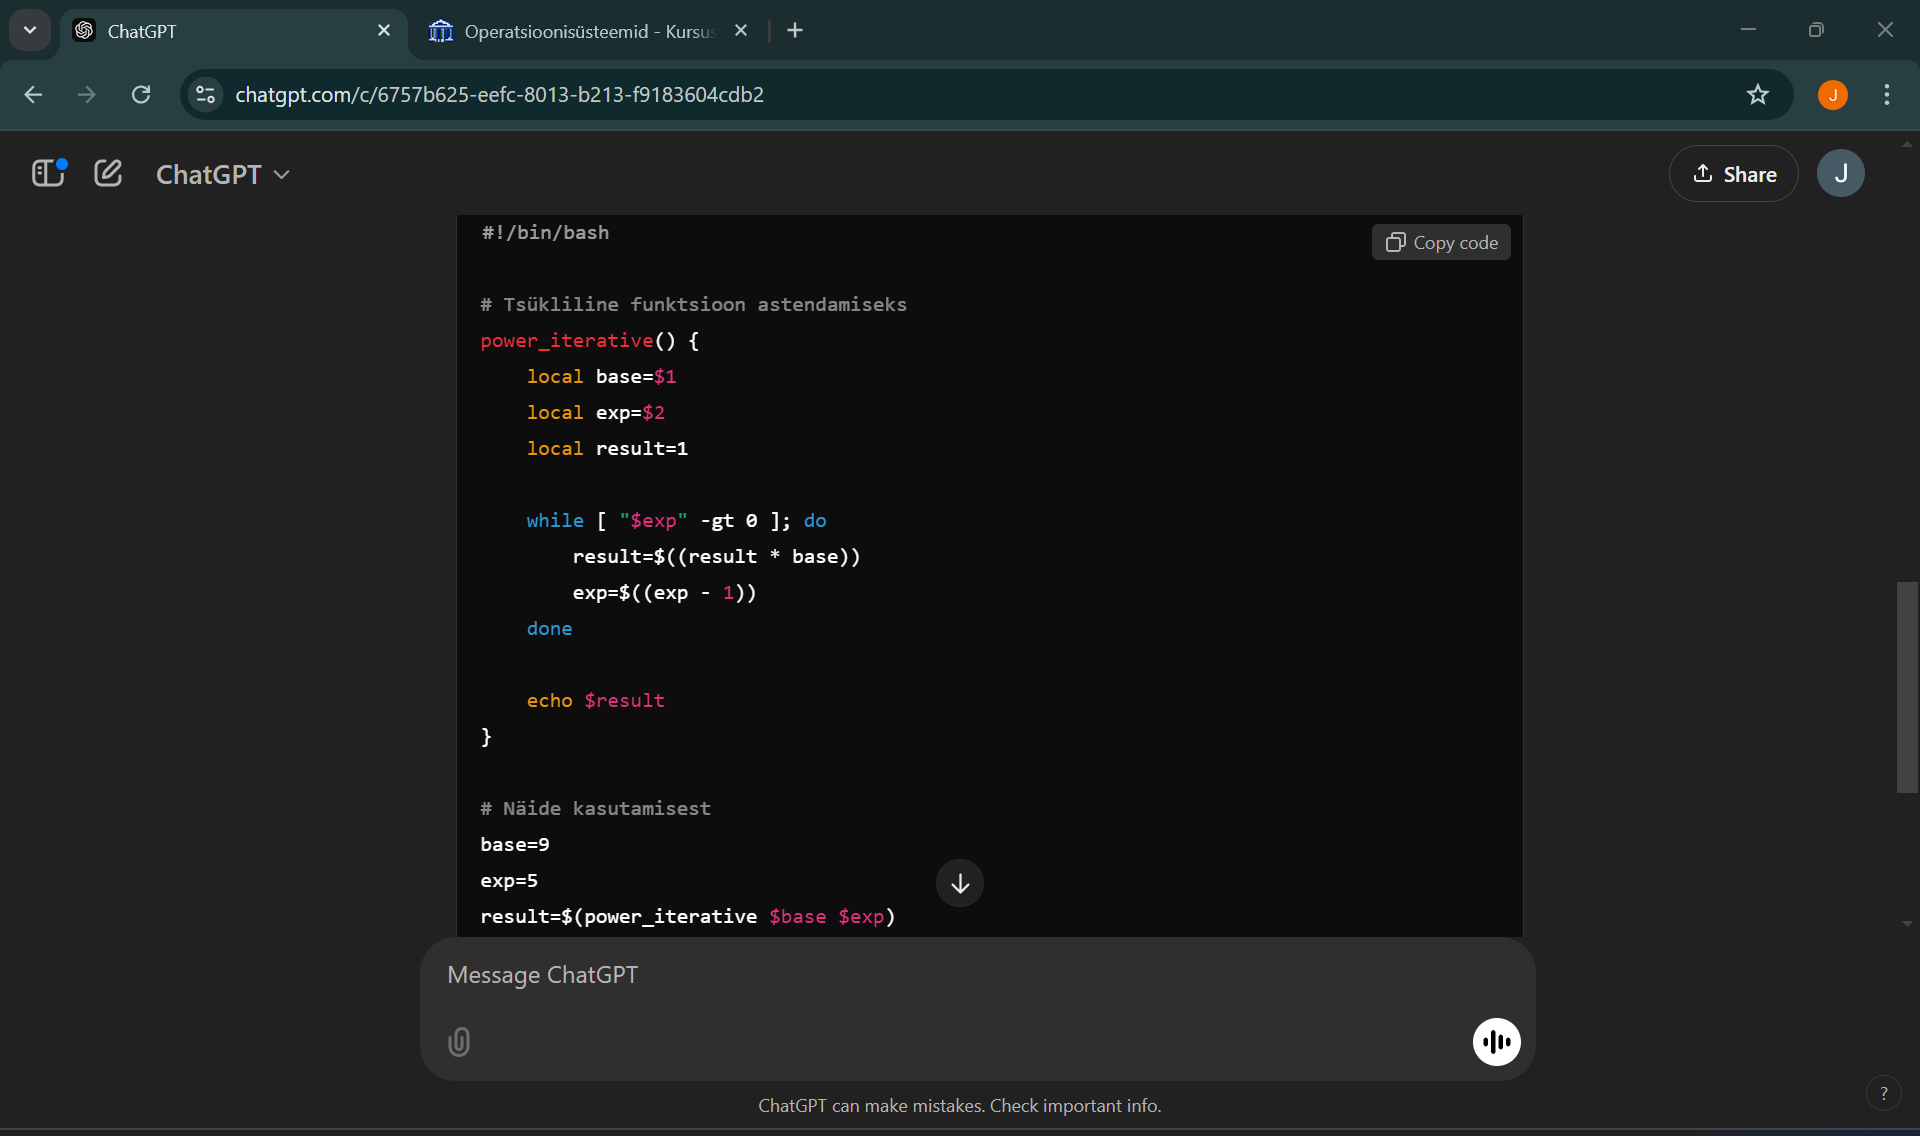 ChatGPT
Operatsioonisüsteemid - Kursus
chatgpt.com/c/6757b625-eefc-8013-b213-f9183604cdb2
J
ChatGPT
Share
J
#!/bin/bash
Copy code
# Tsükliline funktsioon astendamiseks
power_iterative() {
    local base=$1
    local exp=$2
    local result=1
    while [ "$exp" -gt 0 ]; do
        result=$((result * base))
        exp=$((exp - 1))
    done
    echo $result
}
# Näide kasutamisest
base=9
exp=5
result=$(power_iterative $base $exp)
Message ChatGPT
ChatGPT can make mistakes. Check important info.
?